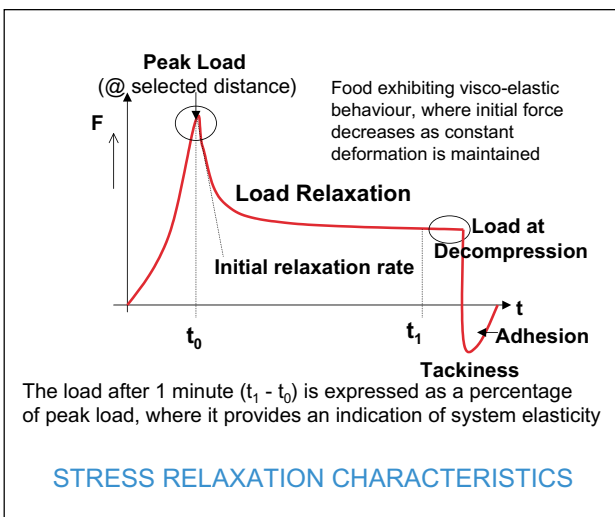 Peak Load
(@ selected distance)
Food exhibiting visco-elastic
behaviour, where initial force
decreases as constant
deformation is maintained
F
Load Relaxation
Load at
Decompression
Initial relaxation rate
t
t0
t1
Adhesion
Tackiness
The load after 1 minute (t1 - t0) is expressed as a percentage
of peak load, where it provides an indication of system elasticity
STRESS RELAXATION CHARACTERISTICS